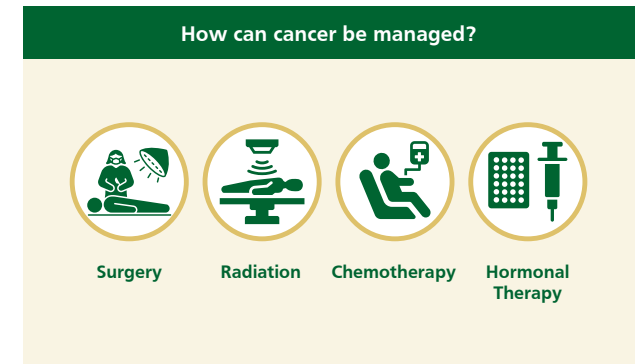 How can cancer be managed?
Surgery
Radiation
Chemotherapy
Hormonal
Therapy